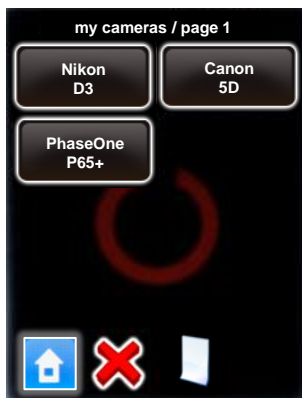 my cameras / page 1
Nikon
D3
Canon
5D
PhaseOne
P65+